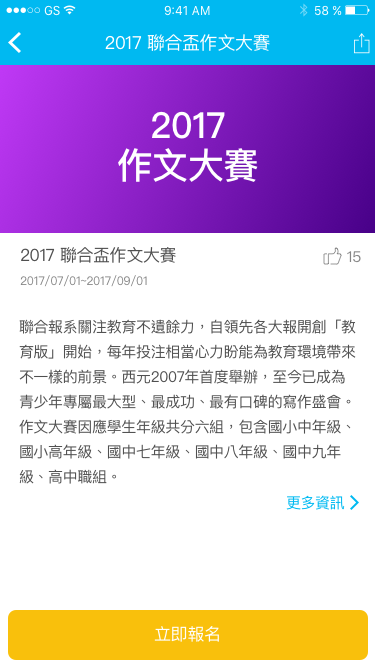 GS 9:41 AM 58 %
2017 聯合盃作文大賽
2017
作文大賽
2017 聯合盃作文大賽 15
2017/07/01~2017/09/01
聯合報系關注教育不遺餘力，自領先各大報開創「教
育版」開始，每年投注相當心力盼能為教育環境帶來
不一樣的前景。西元2007年首度舉辦，至今已成為
青少年專屬最大型、最成功、最有口碑的寫作盛會。
作文大賽因應學生年級共分六組，包含國小中年級、
國小高年級、國中七年級、國中八年級、國中九年
級、高中職組。
更多資訊
立即報名